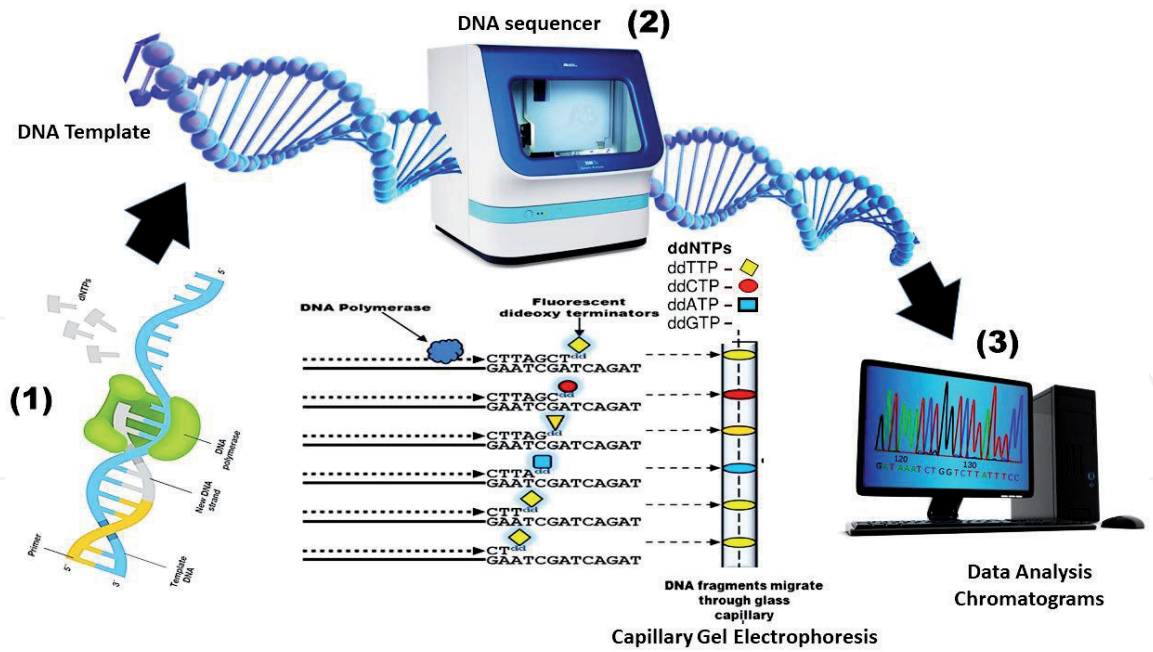 DNA sequencer (2)
DNA Template
dNTPs
5'
(1)
DNA
polymerase
New DNA
strand
Primer
Template
DNA
5'
3'
ddNTPs
ddTTP -
ddCTP -
ddATP -
ddGTP -
DNA Polymerase
Fluorescent
dideoxy terminators
CTTAGCTdd
GAATCGATCAGAT
CTTAGCdd
GAATCGATCAGAT
CTTAGdd
GAATCGATCAGAT
CTTAdd
GAATCGATCAGAT
CTTdd
GAATCGATCAGAT
CTdd
GAATCGATCAGAT
DNA fragments migrate
through glass
capillary
Capillary Gel Electrophoresis
(3)
120 130
GATAAATCTGGTCTTATTTCC
Data Analysis
Chromatograms